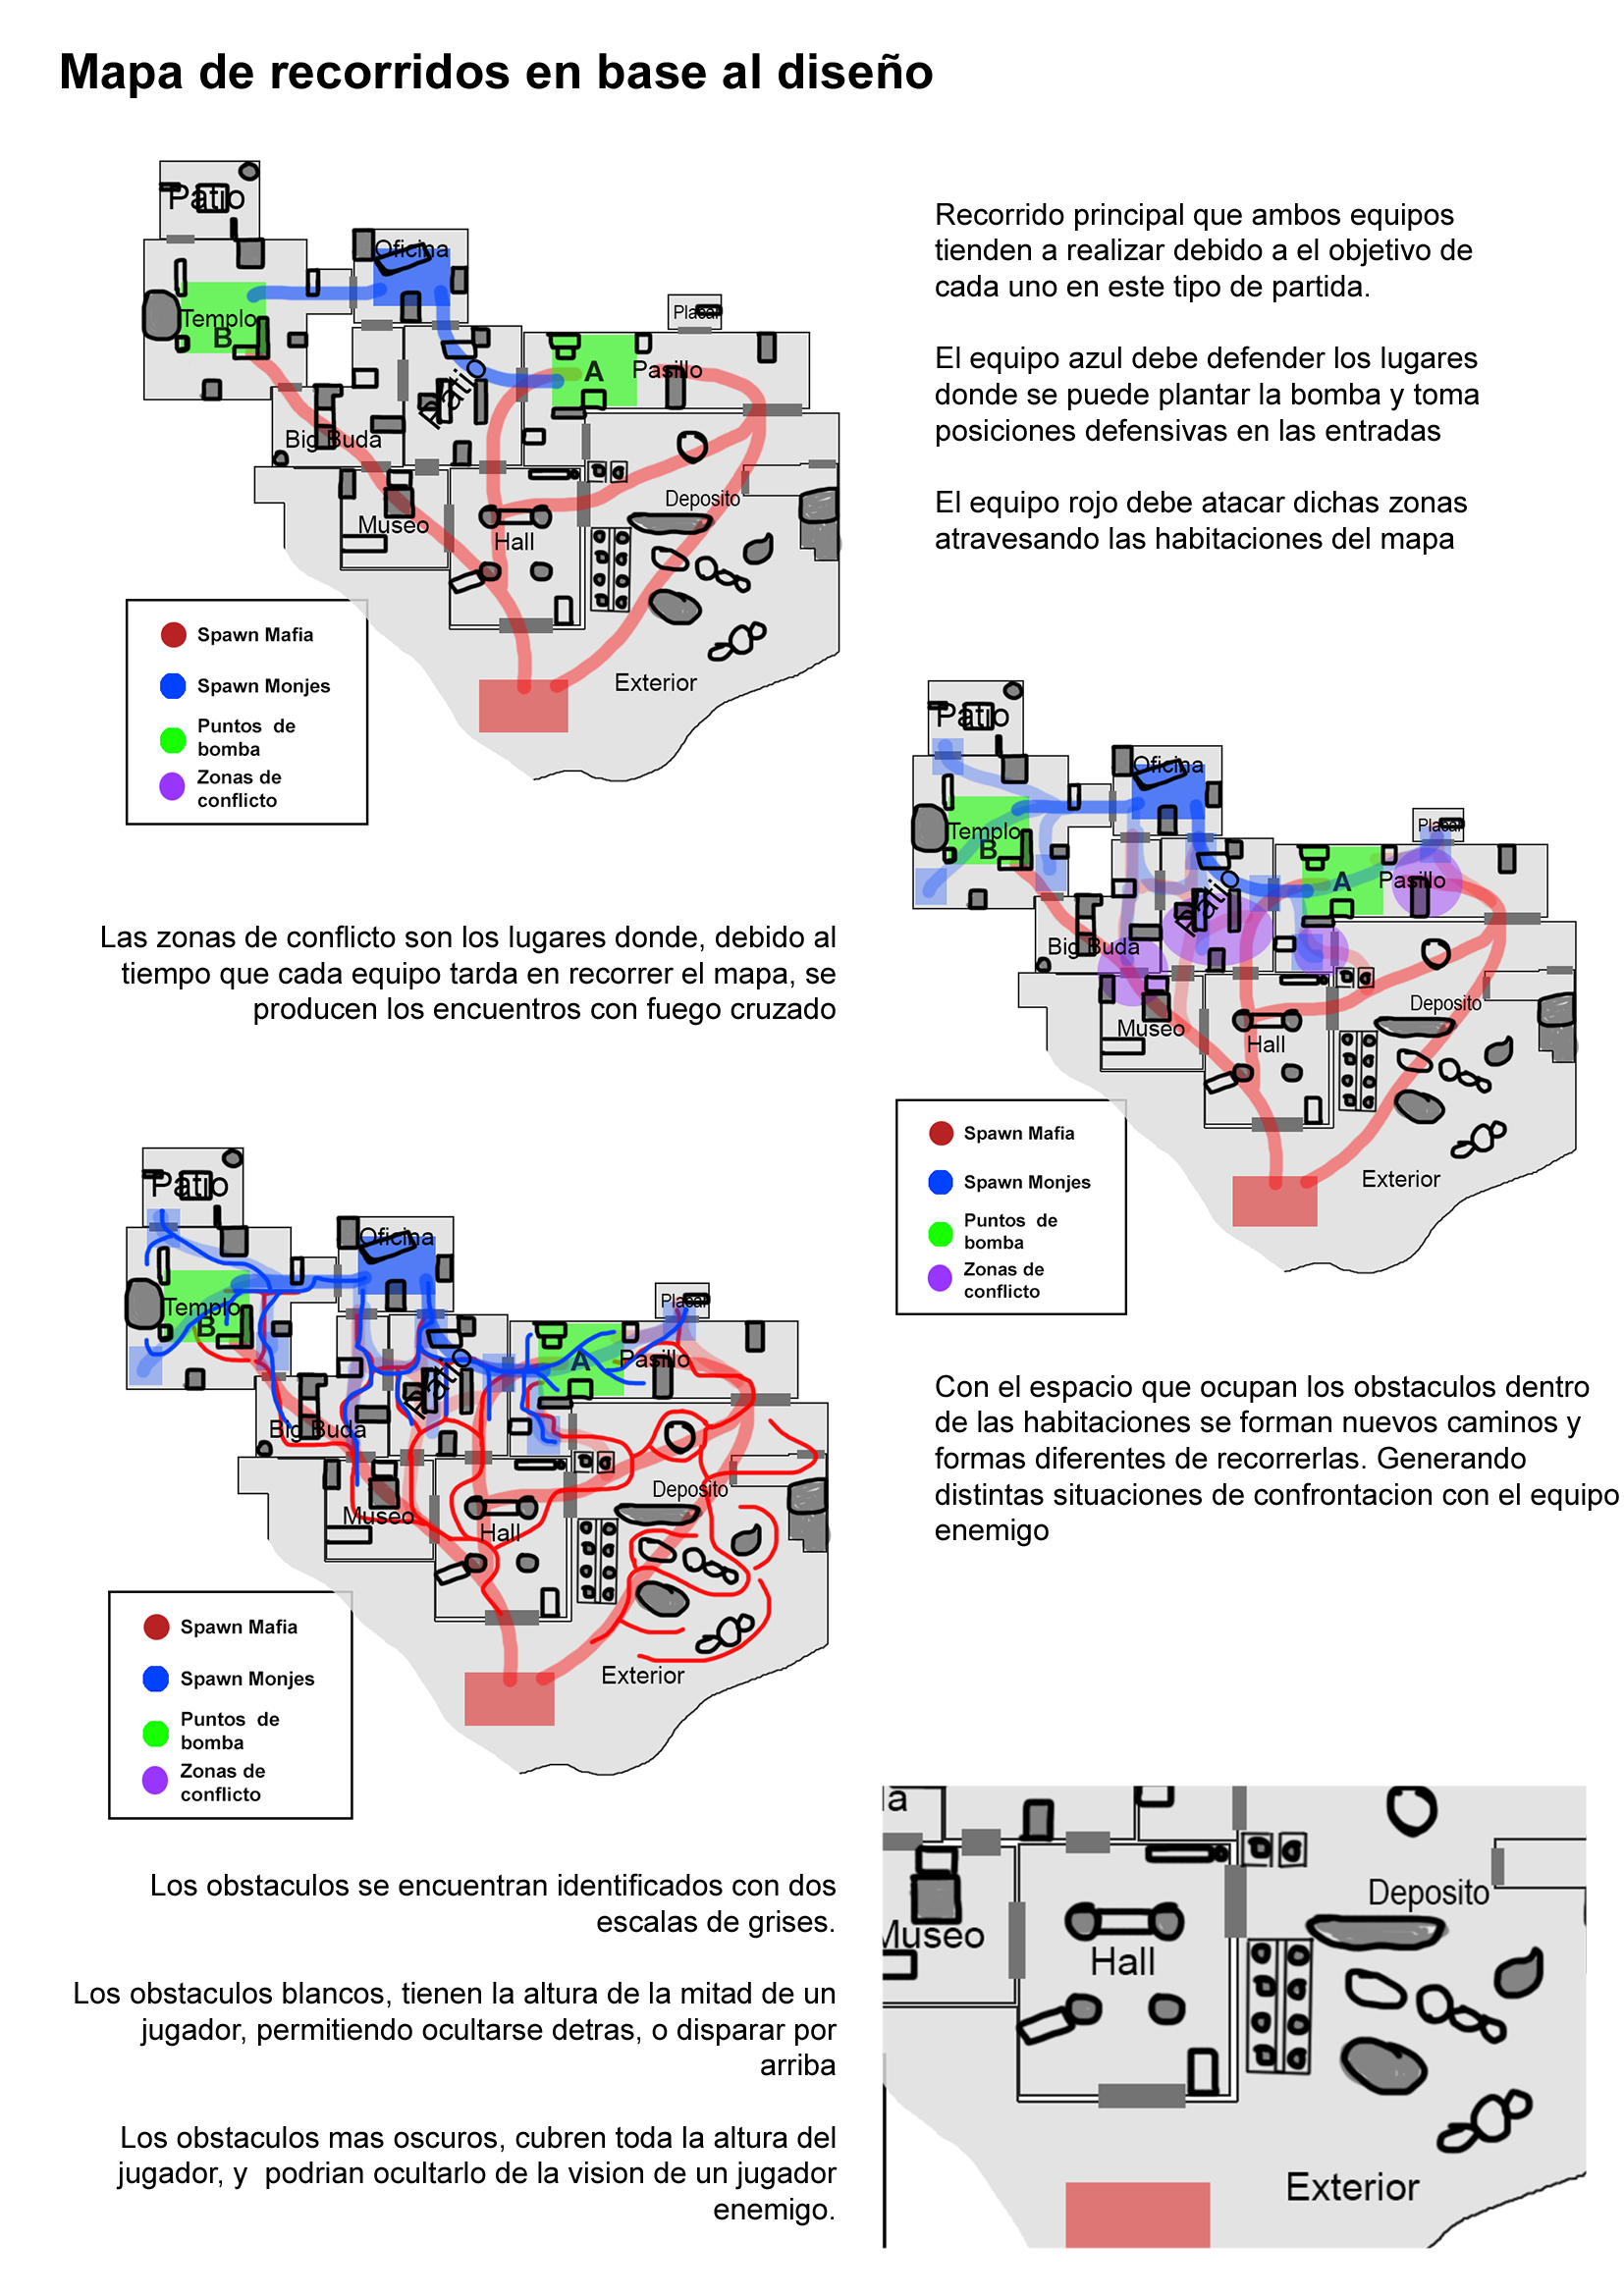 Mapa de recorridos en base al diseño
Patio
Oficina
Templo
B
Placar
A
Pasillo
Patio
Big Buda
Deposito
Museo
Hall
Exterior
Spawn Mafia
Spawn Monjes
Puntos de
bomba
Zonas de
conflicto
Recorrido principal que ambos equipos
tienden a realizar debido a el objetivo de
cada uno en este tipo de partida.
El equipo azul debe defender los lugares
donde se puede plantar la bomba y toma
posiciones defensivas en las entradas
El equipo rojo debe atacar dichas zonas
atravesando las habitaciones del mapa
Patio
Oficina
Templo
B
Placar
A
Pasillo
Patio
Big Buda
Deposito
Museo
Hall
Exterior
Spawn Mafia
Spawn Monjes
Puntos de
bomba
Zonas de
conflicto
Las zonas de conflicto son los lugares donde, debido al
tiempo que cada equipo tarda en recorrer el mapa, se
producen los encuentros con fuego cruzado
Patio
Oficina
Templo
B
Placar
A
Pasillo
Patio
Big Buda
Deposito
Museo
Hall
Exterior
Spawn Mafia
Spawn Monjes
Puntos de
bomba
Zonas de
conflicto
Con el espacio que ocupan los obstaculos dentro
de las habitaciones se forman nuevos caminos y
formas diferentes de recorrerlas. Generando
distintas situaciones de confrontacion con el equipo
enemigo
Los obstaculos se encuentran identificados con dos
escalas de grises.
Los obstaculos blancos, tienen la altura de la mitad de un
jugador, permitiendo ocultarse detras, o disparar por
arriba
Los obstaculos mas oscuros, cubren toda la altura del
jugador, y podrian ocultarlo de la vision de un jugador
enemigo.
la
Deposito
Museo
Hall
Exterior